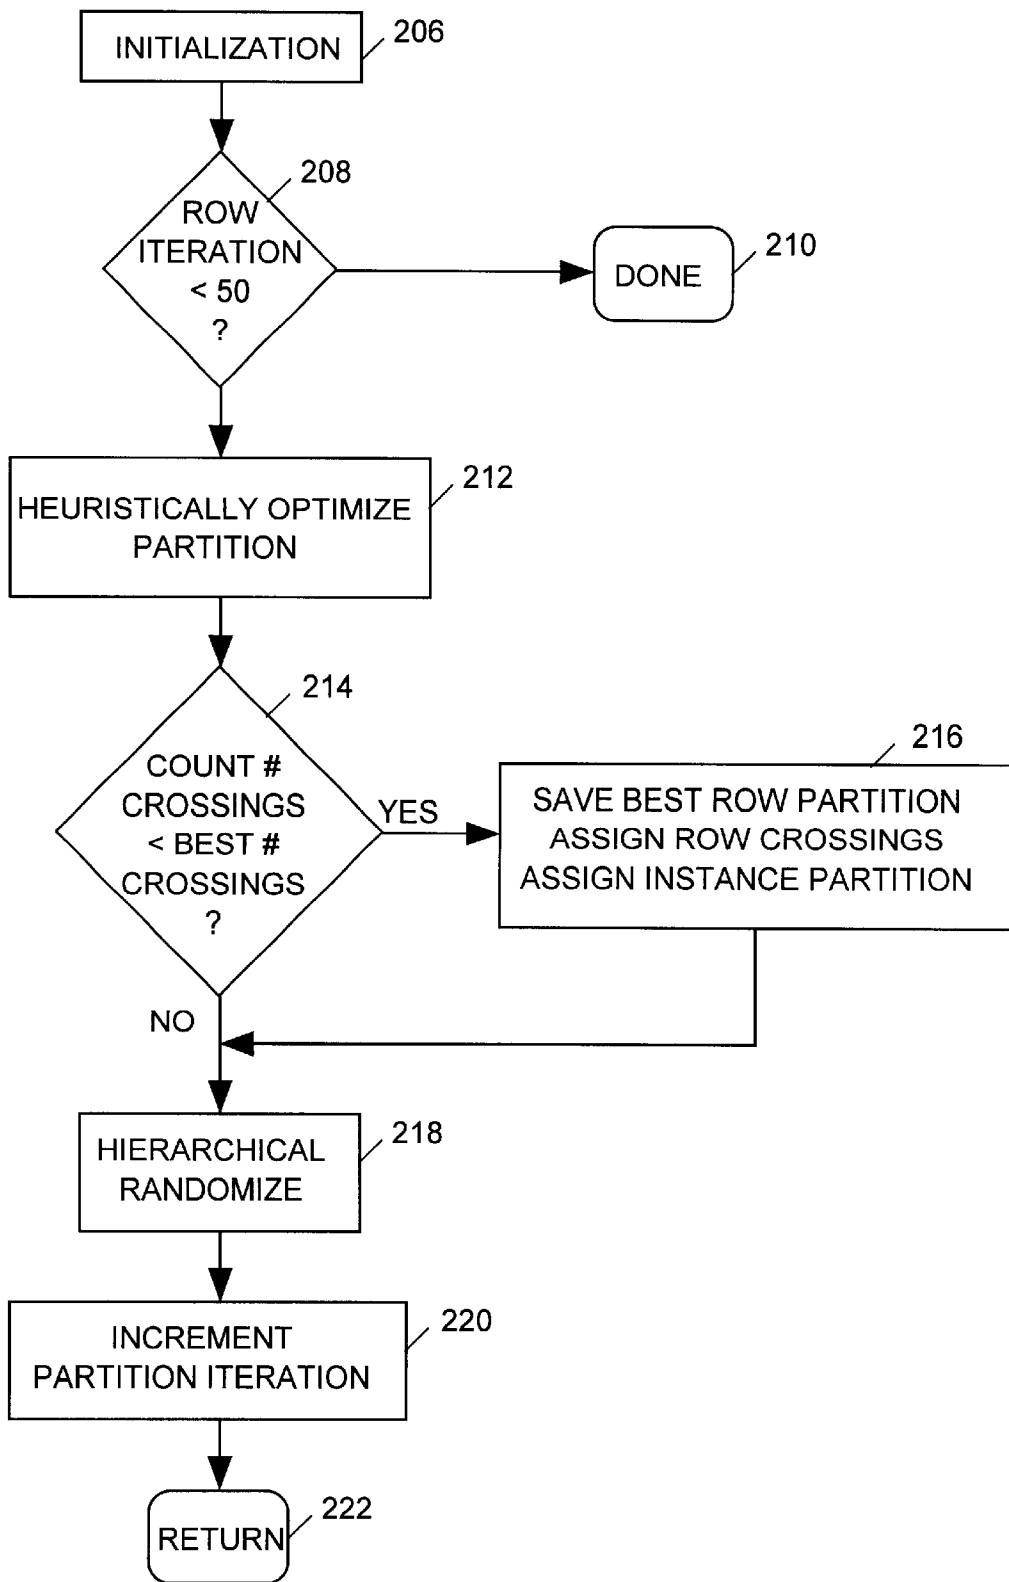 INITIALIZATION
206
208
ROW
ITERATION
< 50
?
210
DONE
212
HEURISTICALLY OPTIMIZE
PARTITION
214
COUNT #
CROSSINGS
< BEST #
CROSSINGS
?
YES
216
SAVE BEST ROW PARTITION
ASSIGN ROW CROSSINGS
ASSIGN INSTANCE PARTITION
NO
218
HIERARCHICAL
RANDOMIZE
220
INCREMENT
PARTITION ITERATION
222
RETURN